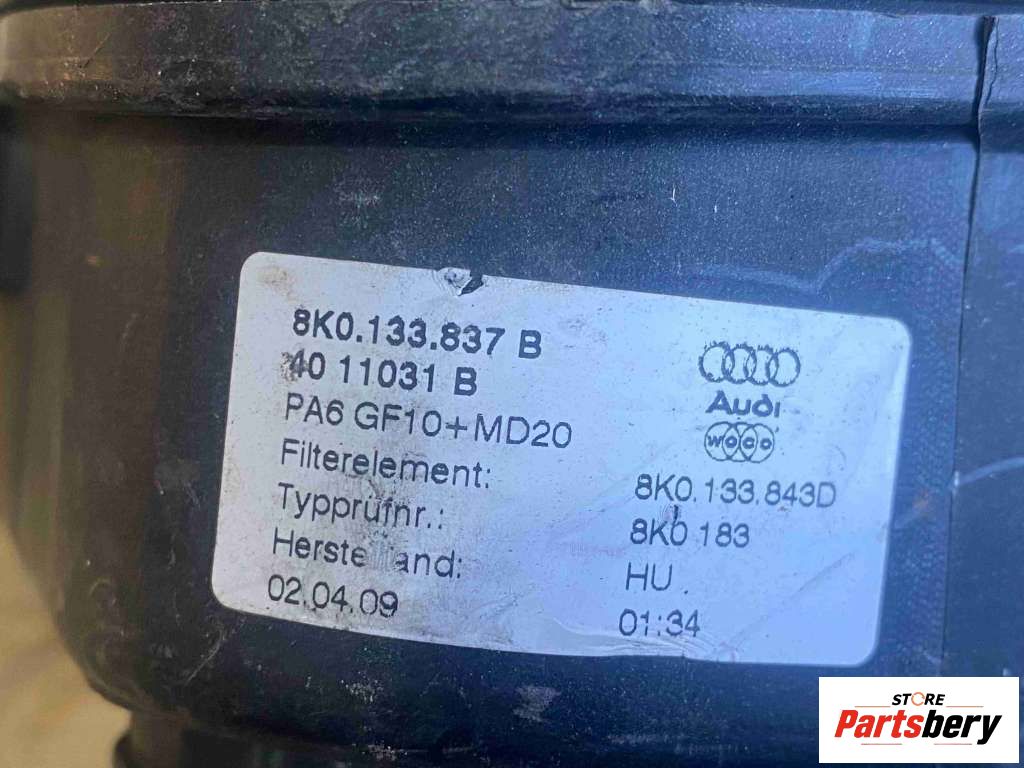 8K0.133.837 B
40 11031 B
PA6 GF10+MD20
Audi
woco
Filterelement: 8K0.133.843D
Typprüfnr.: 8K0 183
HU
02.04.09 01:34
STORE
Partsbery